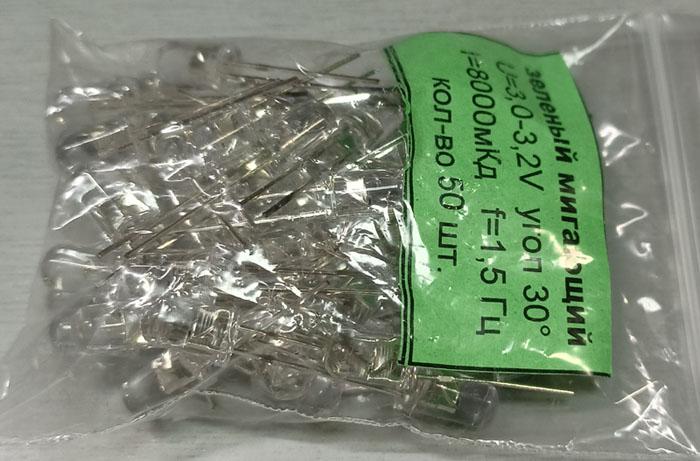 зеленый мигающий
U=3,0-3,2V угол 30°
I=8000мКд f=1,5 Гц
кол-во 50 шт.